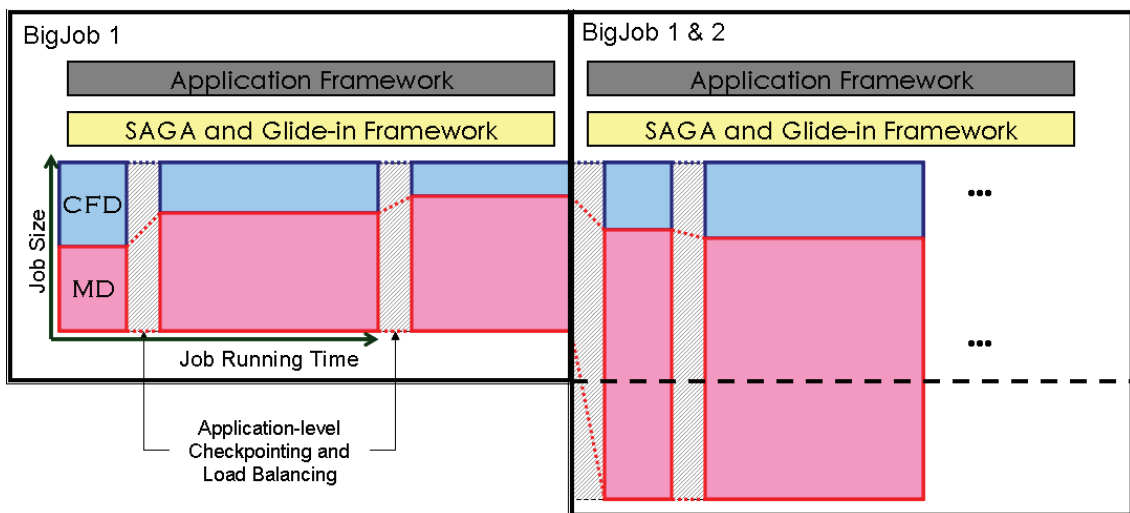 BigJob 1
BigJob 1 & 2
Application Framework
Application Framework
SAGA and Glide-in Framework
SAGA and Glide-in Framework
CFD
MD
Job Size
...
...
Job Running Time
Application-level
Checkpointing and
Load Balancing